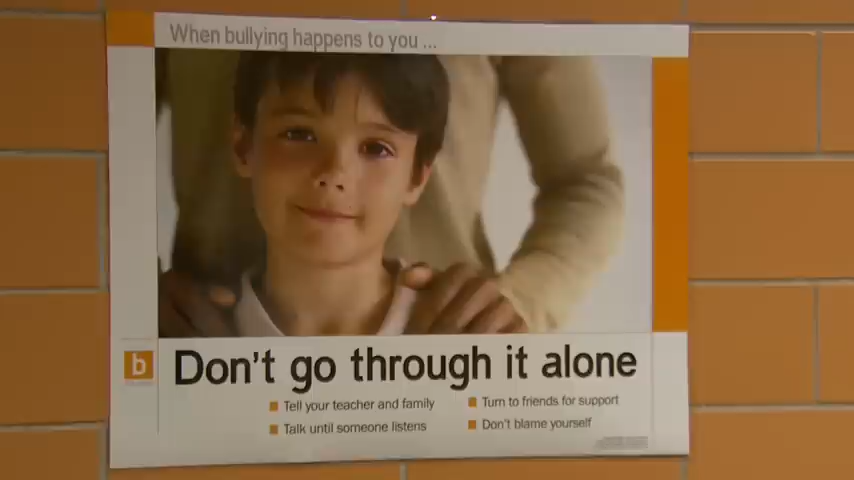 When bullying happens to you ...
b
Don't go through it alone
Tell your teacher and family
Talk until someone listens
Turn to friends for support
Don't blame yourself